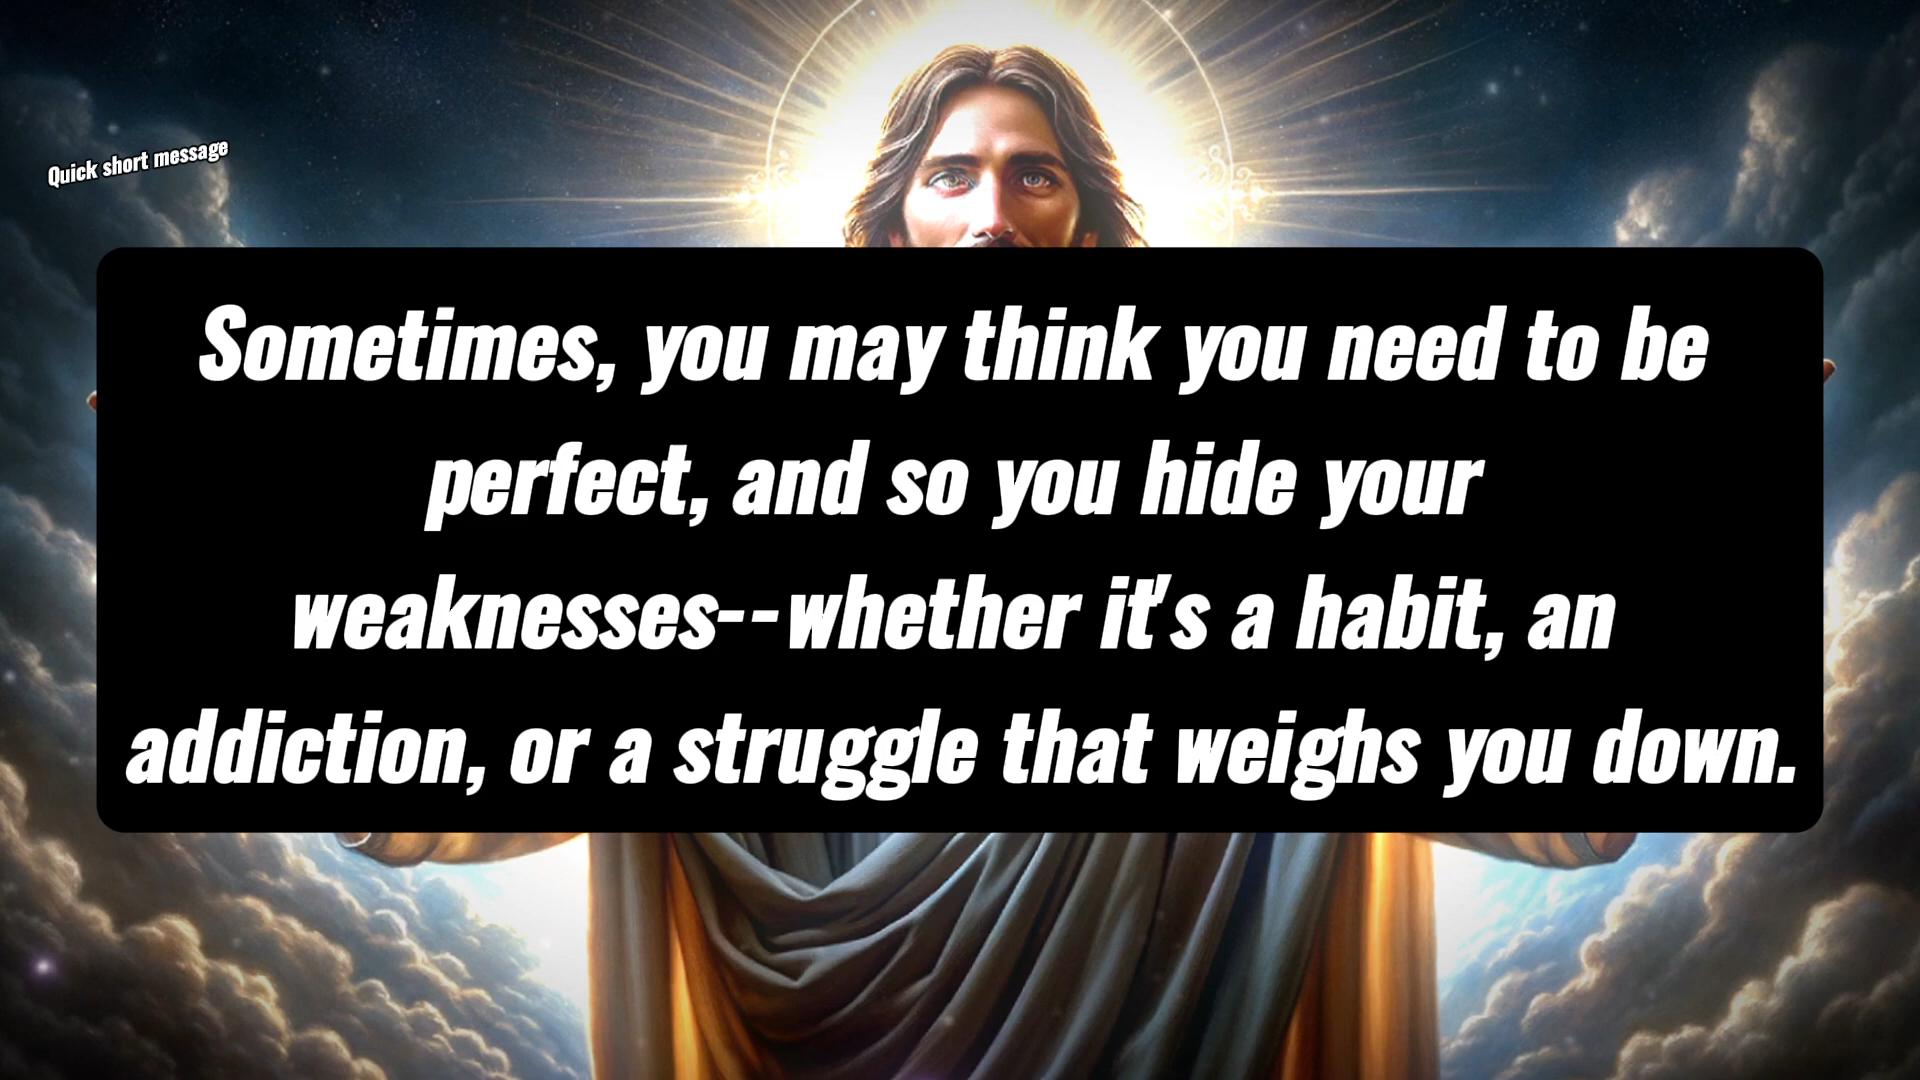 Quick short message
Sometimes, you may think you need to be
perfect, and so you hide your
weaknesses--whether it's a habit, an
addiction, or a struggle that weighs you down.